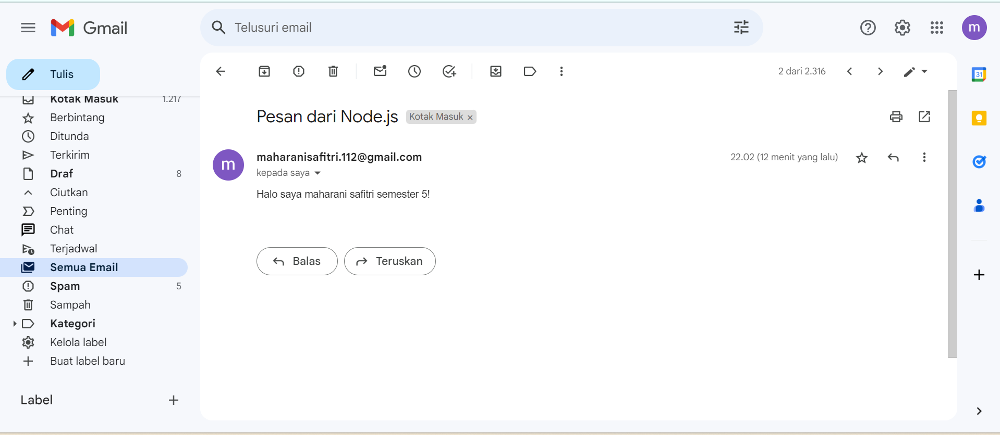 Gmail
Telusuri email
m
Tulis
2 dari 2.316
31
Kotak Masuk 1.217
Berbintang
Ditunda
Terkirim
Draf 8
Ciutkan
Penting
Chat
Terjadwal
Semua Email
Spam 5
Sampah
Kategori
Kelola label
Buat label baru
Label
Pesan dari Node.js Kotak Masuk ×
m
maharanisafitri.112@gmail.com
22.02 (12 menit yang lalu)
kepada saya
Halo saya maharani safitri semester 5!
Balas
Teruskan